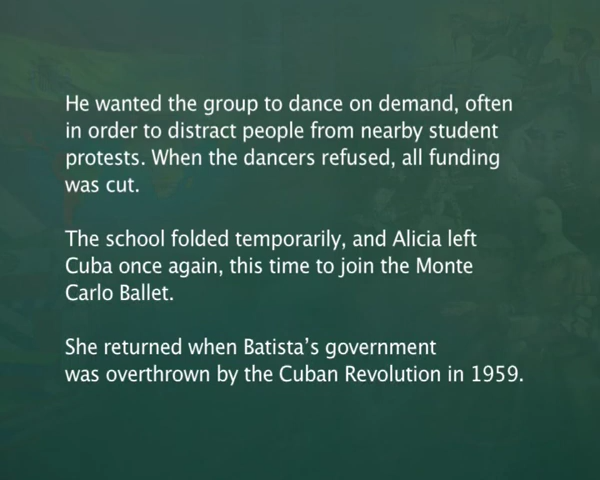 He wanted the group to dance on demand, often
in order to distract people from nearby student
protests. When the dancers refused, all funding
was cut.
The school folded temporarily, and Alicia left
Cuba once again, this time to join the Monte
Carlo Ballet.
She returned when Batista’s government
was overthrown by the Cuban Revolution in 1959.